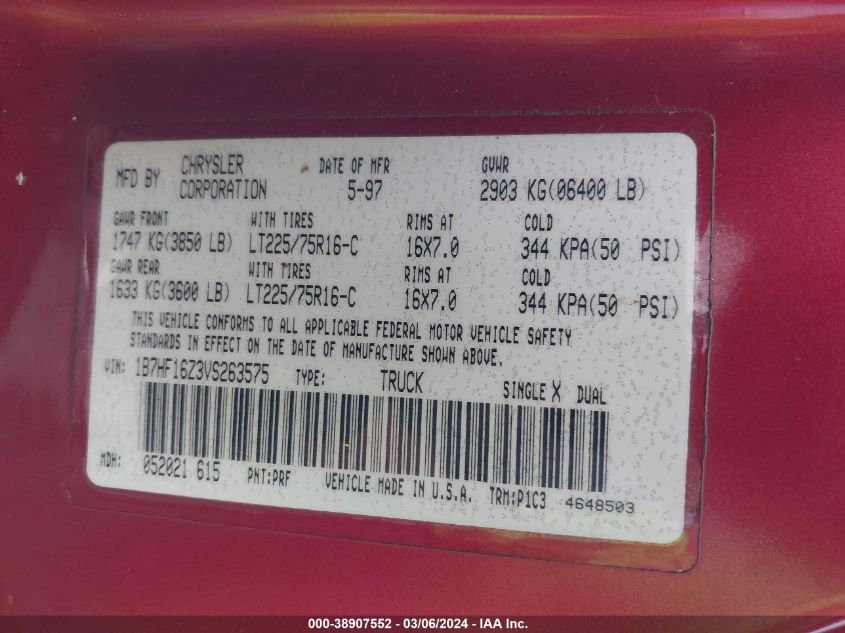 MFD BY CHRYSLER CORPORATION DATE OF MFR 5-97 GVWR 2903 KG(06400 LB)
GAWR FRONT WITH TIRES RIMS AT COLD
1747 KG(3850 LB) LT225/75R16-C 16X7.0 344 KPA(50 PSI)
GAWR REAR WITH TIRES RIMS AT COLD
1633 KG(3600 LB) LT225/75R16-C 16X7.0 344 KPA(50 PSI)
THIS VEHICLE CONFORMS TO ALL APPLICABLE FEDERAL MOTOR VEHICLE SAFETY
STANDARDS IN EFFECT ON THE DATE OF MANUFACTURE SHOWN ABOVE.
VIN: 1B7HF16Z3VS263575 TYPE: TRUCK SINGLE X DUAL
MDH: 052021 615 PNT:PRF VEHICLE MADE IN U.S.A. TRM:P1C3 4648503
000-38907552 — 03/06/2024 - IAA Inc.